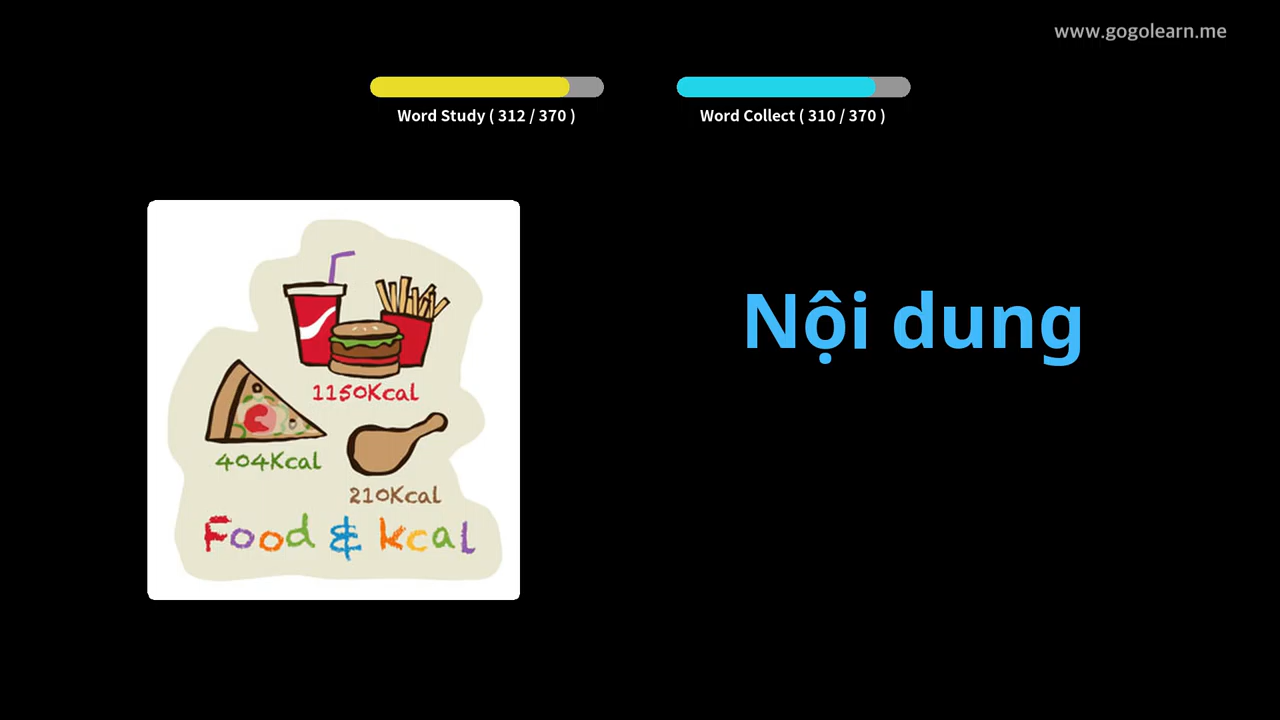 www.gogolearn.me
Word Study ( 312 / 370 )
Word Collect ( 310 / 370 )
Nội dung
1150Kcal
404Kcal
210Kcal
Food & kcal